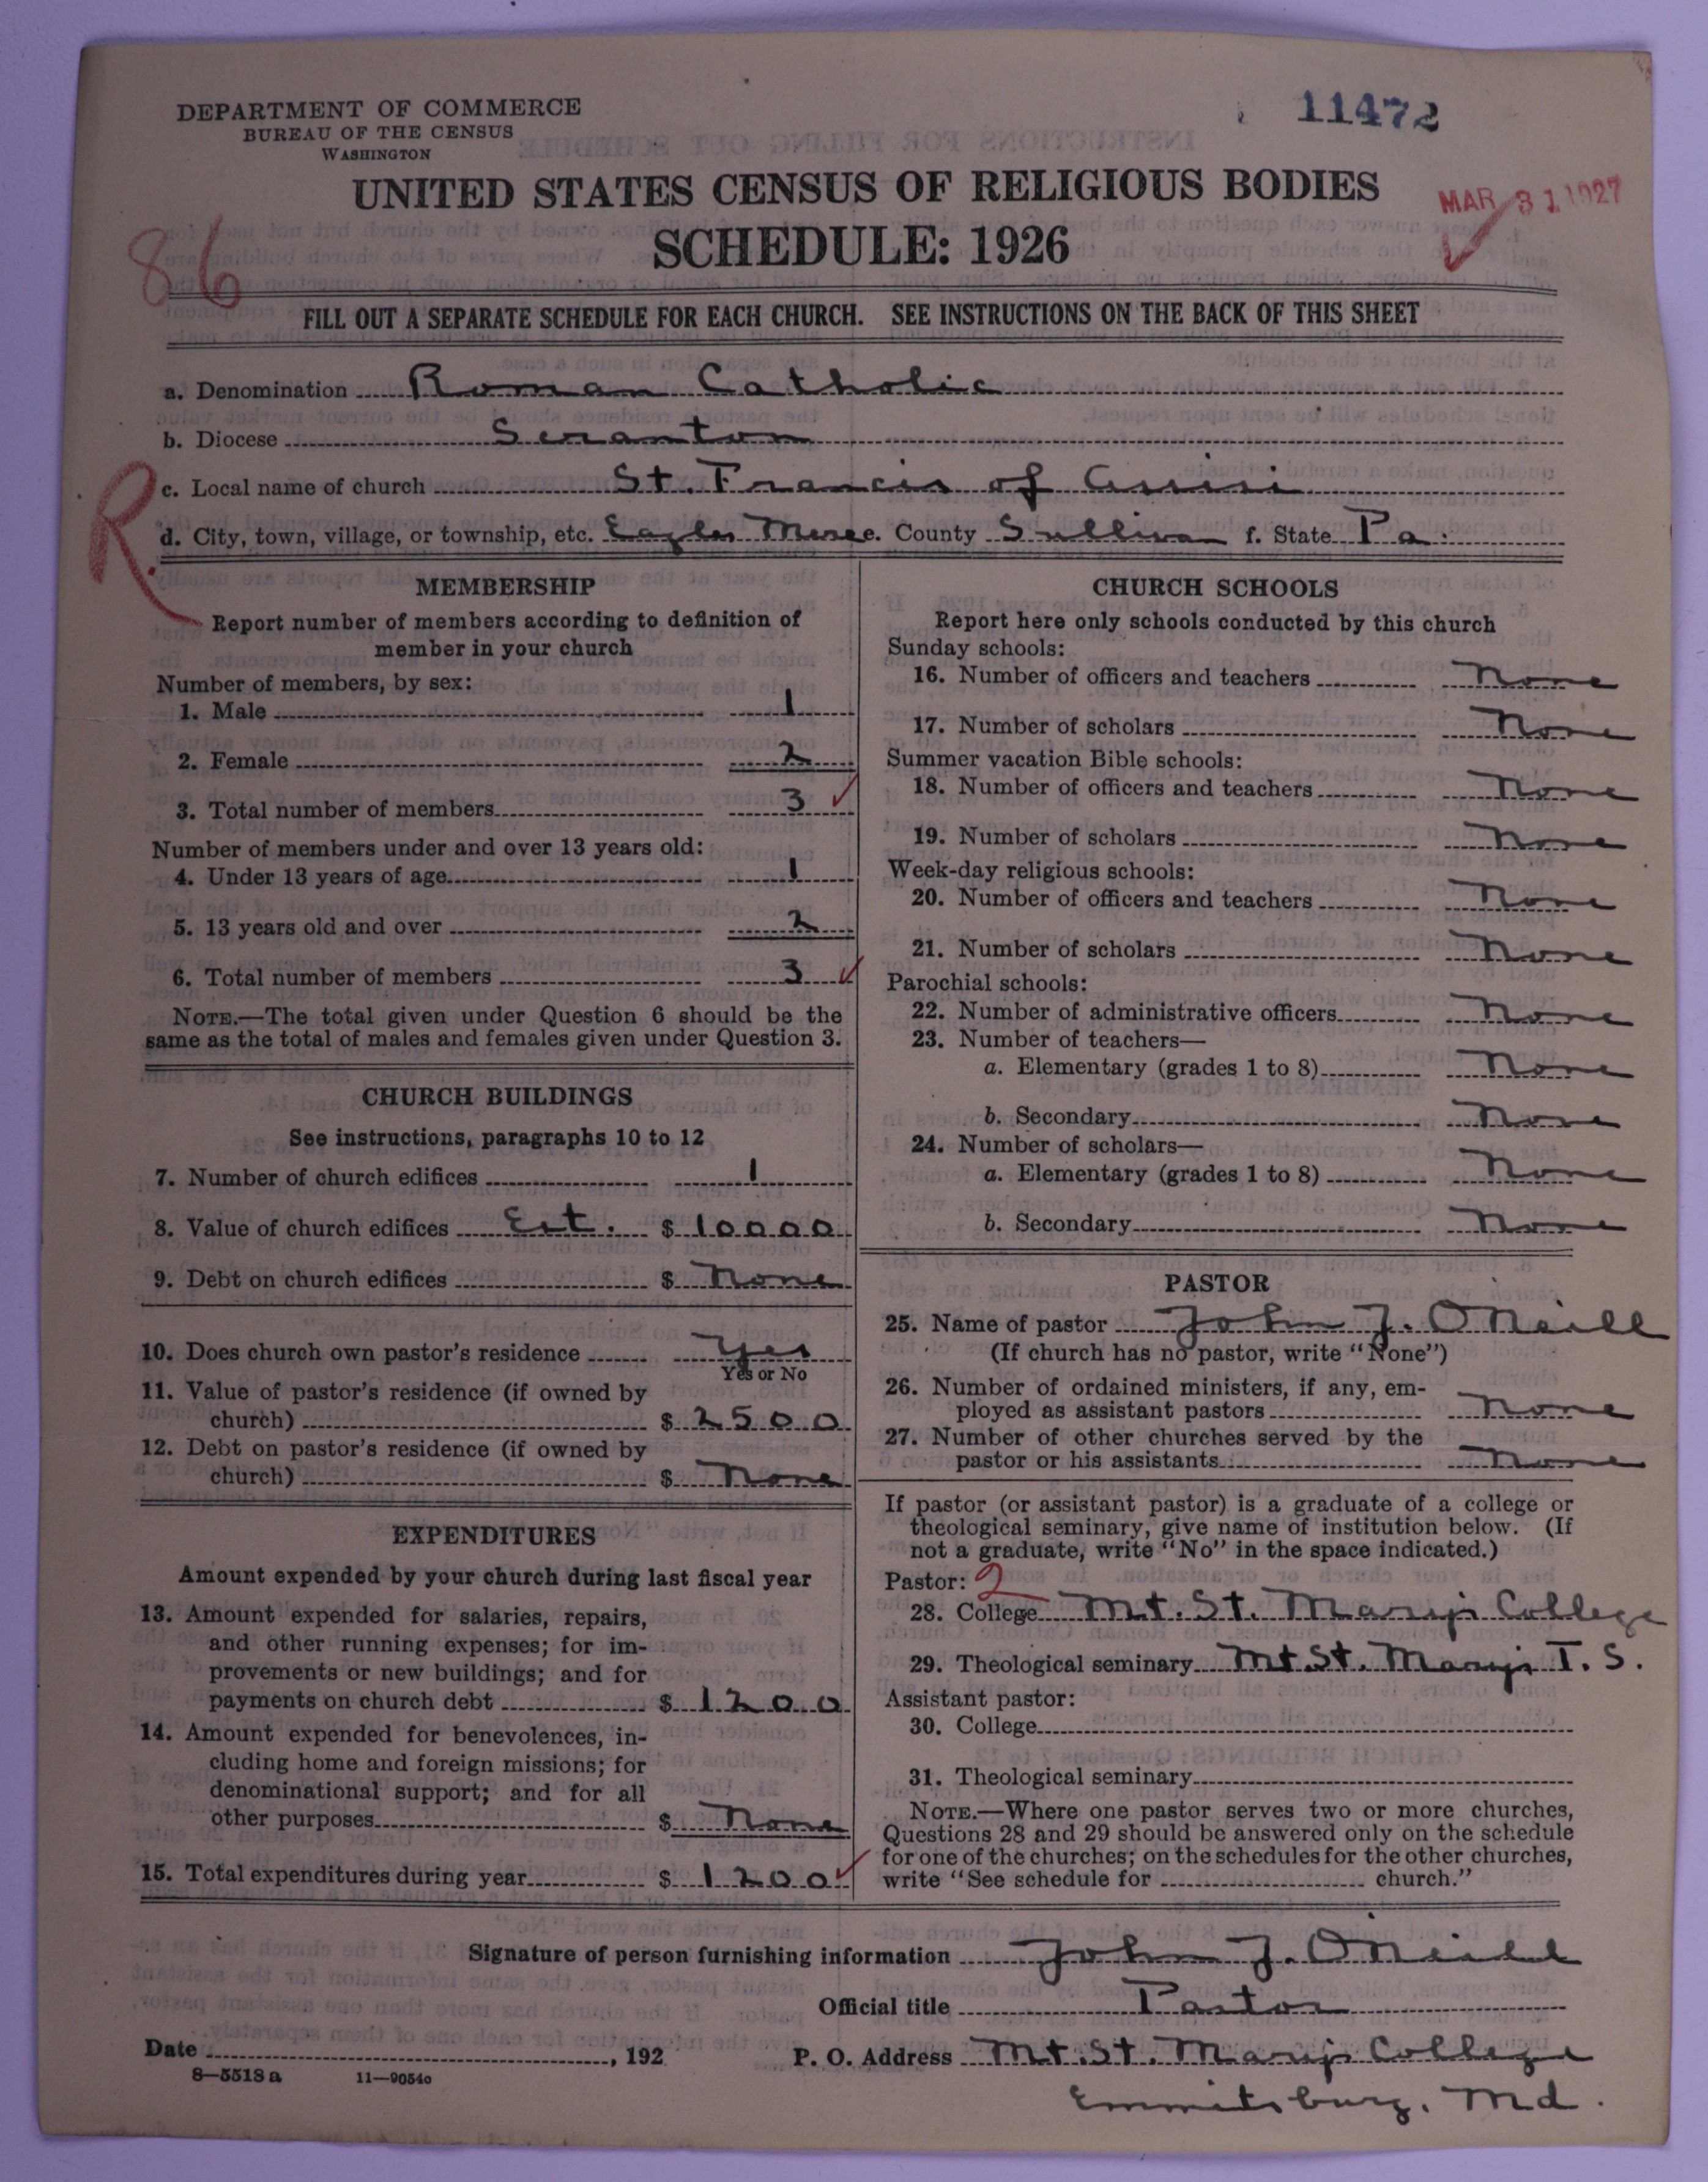 DEPARTMENT OF COMMERCE
BUREAU OF THE CENSUS
WASHINGTON
11472
UNITED STATES CENSUS OF RELIGIOUS BODIES
MAR 31 1927
SCHEDULE: 1926
86
FILL OUT A SEPARATE SCHEDULE FOR EACH CHURCH. SEE INSTRUCTIONS ON THE BACK OF THIS SHEET
a. Denomination Roman Catholic
b. Diocese Scranton
R
c. Local name of church St. Francis of Assisi
d. City, town, village, or township, etc. Eagles Mere e. County Sullivan f. State Pa.
MEMBERSHIP
Report number of members according to definition of
member in your church
Number of members, by sex:
1. Male 1
2. Female 2
3. Total number of members 3
Number of members under and over 13 years old:
4. Under 13 years of age 1
5. 13 years old and over 2
6. Total number of members 3
NOTE.—The total given under Question 6 should be the
same as the total of males and females given under Question 3.
CHURCH BUILDINGS
See instructions, paragraphs 10 to 12
7. Number of church edifices 1
8. Value of church edifices Est. $ 10000
9. Debt on church edifices $ None
10. Does church own pastor's residence Yes
Yes or No
11. Value of pastor's residence (if owned by
church) $ 2500
12. Debt on pastor's residence (if owned by
church) $ None
EXPENDITURES
Amount expended by your church during last fiscal year
13. Amount expended for salaries, repairs,
and other running expenses; for im-
provements or new buildings; and for
payments on church debt $ 1200
14. Amount expended for benevolences, in-
cluding home and foreign missions; for
denominational support; and for all
other purposes $ None
15. Total expenditures during year $ 1200
CHURCH SCHOOLS
Report here only schools conducted by this church
Sunday schools:
16. Number of officers and teachers None
17. Number of scholars None
Summer vacation Bible schools:
18. Number of officers and teachers None
19. Number of scholars None
Week-day religious schools:
20. Number of officers and teachers None
21. Number of scholars None
Parochial schools:
22. Number of administrative officers None
23. Number of teachers—
a. Elementary (grades 1 to 8) None
b. Secondary None
24. Number of scholars—
a. Elementary (grades 1 to 8) None
b. Secondary None
PASTOR
25. Name of pastor John J. O'Neill
(If church has no pastor, write "None")
26. Number of ordained ministers, if any, em-
ployed as assistant pastors None
27. Number of other churches served by the
pastor or his assistants None
If pastor (or assistant pastor) is a graduate of a college or
theological seminary, give name of institution below. (If
not a graduate, write "No" in the space indicated.)
Pastor: 2
28. College Mt. St. Mary's College
29. Theological seminary Mt St. Mary's T. S.
Assistant pastor:
30. College
31. Theological seminary
NOTE.—Where one pastor serves two or more churches,
Questions 28 and 29 should be answered only on the schedule
for one of the churches; on the schedules for the other churches,
write "See schedule for church."
Signature of person furnishing information John J. O'Neill
Official title Pastor
Date , 192 P. O. Address Mt. St. Mary's College
8—5518 a 11—9054o
Emmitsburg, Md.